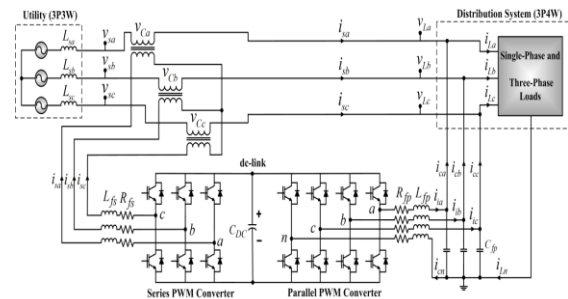 Utility (3P3W)
Distribution System (3P4W)
Lsa
vsa
vCa
isa
vLa
iLa
Lsb
vsb
vCb
isb
vLb
iLb
Single-Phase and
Three-Phase
Loads
Lsc
vsc
vCc
isc
vLc
iLc
isa isb isc
dc-link
ica icb icc
Lfs Rfs
c
b
a
CDC
+
−
a
b
c
n
Rfp Lfp
iia
iib
iic
Cfp
icn
iLn
Series PWM Converter
Parallel PWM Converter